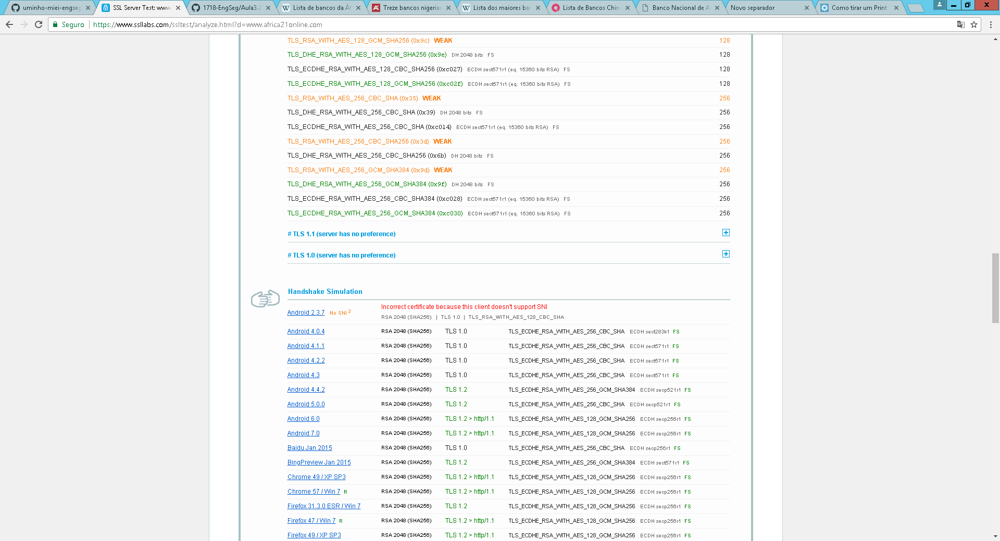 uminho-miei-engseg
SSL Server Test: www
1718-EngSeg/Aula3.2
Lista de bancos da Áf
Treze bancos nigerian
Lista dos maiores ban
Lista de Bancos Chin
Banco Nacional de A
Novo separador
Como tirar um Print
Seguro
https://www.ssllabs.com/ssltest/analyze.html?d=www.africa21online.com
TLS_RSA_WITH_AES_128_GCM_SHA256 (0x9c) WEAK 128
TLS_DHE_RSA_WITH_AES_128_GCM_SHA256 (0x9e) DH 2048 bits FS 128
TLS_ECDHE_RSA_WITH_AES_128_CBC_SHA256 (0xc027) ECDH sect571r1 (eq. 15360 bits RSA) FS 128
TLS_ECDHE_RSA_WITH_AES_128_GCM_SHA256 (0xc02f) ECDH sect571r1 (eq. 15360 bits RSA) FS 128
TLS_RSA_WITH_AES_256_CBC_SHA (0x35) WEAK 256
TLS_DHE_RSA_WITH_AES_256_CBC_SHA (0x39) DH 2048 bits FS 256
TLS_ECDHE_RSA_WITH_AES_256_CBC_SHA (0xc014) ECDH sect571r1 (eq. 15360 bits RSA) FS 256
TLS_RSA_WITH_AES_256_CBC_SHA256 (0x3d) WEAK 256
TLS_DHE_RSA_WITH_AES_256_CBC_SHA256 (0x6b) DH 2048 bits FS 256
TLS_RSA_WITH_AES_256_GCM_SHA384 (0x9d) WEAK 256
TLS_DHE_RSA_WITH_AES_256_GCM_SHA384 (0x9f) DH 2048 bits FS 256
TLS_ECDHE_RSA_WITH_AES_256_CBC_SHA384 (0xc028) ECDH sect571r1 (eq. 15360 bits RSA) FS 256
TLS_ECDHE_RSA_WITH_AES_256_GCM_SHA384 (0xc030) ECDH sect571r1 (eq. 15360 bits RSA) FS 256
# TLS 1.1 (server has no preference)
# TLS 1.0 (server has no preference)
Handshake Simulation
Incorrect certificate because this client doesn't support SNI
Android 2.3.7 No SNI 2
RSA 2048 (SHA256) | TLS 1.0 | TLS_RSA_WITH_AES_128_CBC_SHA
Android 4.0.4 RSA 2048 (SHA256) TLS 1.0 TLS_ECDHE_RSA_WITH_AES_256_CBC_SHA ECDH sect283k1 FS
Android 4.1.1 RSA 2048 (SHA256) TLS 1.0 TLS_ECDHE_RSA_WITH_AES_256_CBC_SHA ECDH sect571r1 FS
Android 4.2.2 RSA 2048 (SHA256) TLS 1.0 TLS_ECDHE_RSA_WITH_AES_256_CBC_SHA ECDH sect571r1 FS
Android 4.3 RSA 2048 (SHA256) TLS 1.0 TLS_ECDHE_RSA_WITH_AES_256_CBC_SHA ECDH sect571r1 FS
Android 4.4.2 RSA 2048 (SHA256) TLS 1.2 TLS_ECDHE_RSA_WITH_AES_256_GCM_SHA384 ECDH secp521r1 FS
Android 5.0.0 RSA 2048 (SHA256) TLS 1.2 TLS_ECDHE_RSA_WITH_AES_256_CBC_SHA ECDH secp521r1 FS
Android 6.0 RSA 2048 (SHA256) TLS 1.2 > http/1.1 TLS_ECDHE_RSA_WITH_AES_128_GCM_SHA256 ECDH secp256r1 FS
Android 7.0 RSA 2048 (SHA256) TLS 1.2 > http/1.1 TLS_ECDHE_RSA_WITH_AES_128_GCM_SHA256 ECDH secp256r1 FS
Baidu Jan 2015 RSA 2048 (SHA256) TLS 1.0 TLS_ECDHE_RSA_WITH_AES_256_CBC_SHA ECDH secp256r1 FS
BingPreview Jan 2015 RSA 2048 (SHA256) TLS 1.2 TLS_ECDHE_RSA_WITH_AES_256_GCM_SHA384 ECDH sect571r1 FS
Chrome 49 / XP SP3 RSA 2048 (SHA256) TLS 1.2 > http/1.1 TLS_ECDHE_RSA_WITH_AES_128_GCM_SHA256 ECDH secp256r1 FS
Chrome 57 / Win 7 R RSA 2048 (SHA256) TLS 1.2 > http/1.1 TLS_ECDHE_RSA_WITH_AES_128_GCM_SHA256 ECDH secp256r1 FS
Firefox 31.3.0 ESR / Win 7 RSA 2048 (SHA256) TLS 1.2 TLS_ECDHE_RSA_WITH_AES_128_GCM_SHA256 ECDH secp256r1 FS
Firefox 47 / Win 7 R RSA 2048 (SHA256) TLS 1.2 > http/1.1 TLS_ECDHE_RSA_WITH_AES_128_GCM_SHA256 ECDH secp256r1 FS
Firefox 49 / XP SP3 RSA 2048 (SHA256) TLS 1.2 > http/1.1 TLS_ECDHE_RSA_WITH_AES_128_GCM_SHA256 ECDH secp256r1 FS